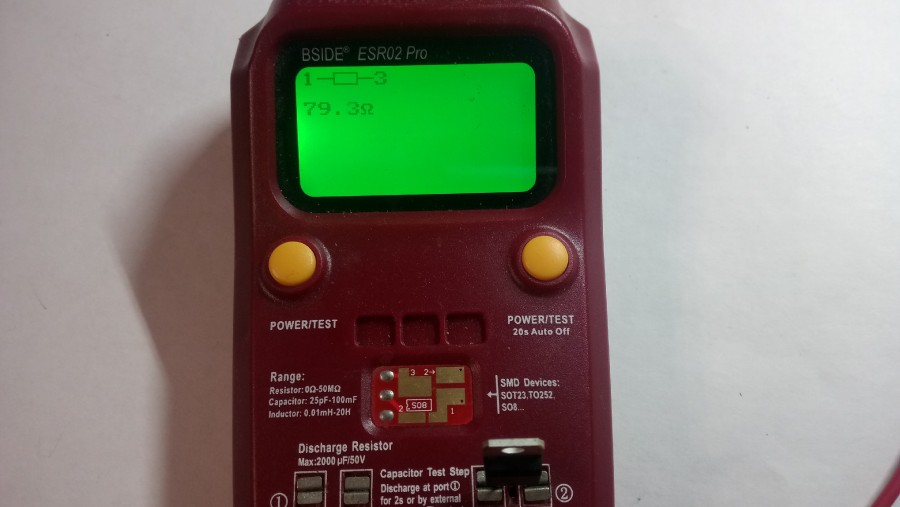 BSIDE® ESR02 Pro
1 3
79.3Ω
POWER/TEST
POWER/TEST
20s Auto Off
Range:
Resistor: 0Ω-50MΩ
Capacitor: 25pF-100mF
Inductor: 0.01mH-20H
3 2→
2 SO8
1
SMD Devices:
SOT23,TO252,
SO8...
Discharge Resistor
Max:2000 μF/50V
Capacitor Test Step
Discharge at port①
for 2s or by external
①
②